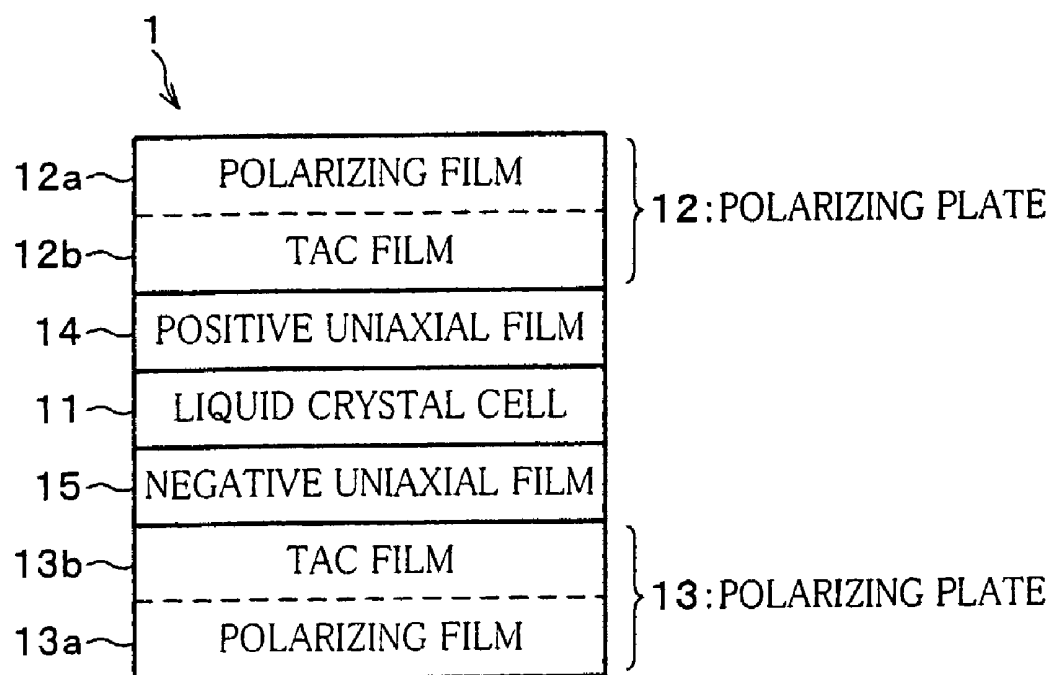 1
12a POLARIZING FILM
12:POLARIZING PLATE
12b TAC FILM
14 POSITIVE UNIAXIAL FILM
11 LIQUID CRYSTAL CELL
15 NEGATIVE UNIAXIAL FILM
13b TAC FILM
13:POLARIZING PLATE
13a POLARIZING FILM